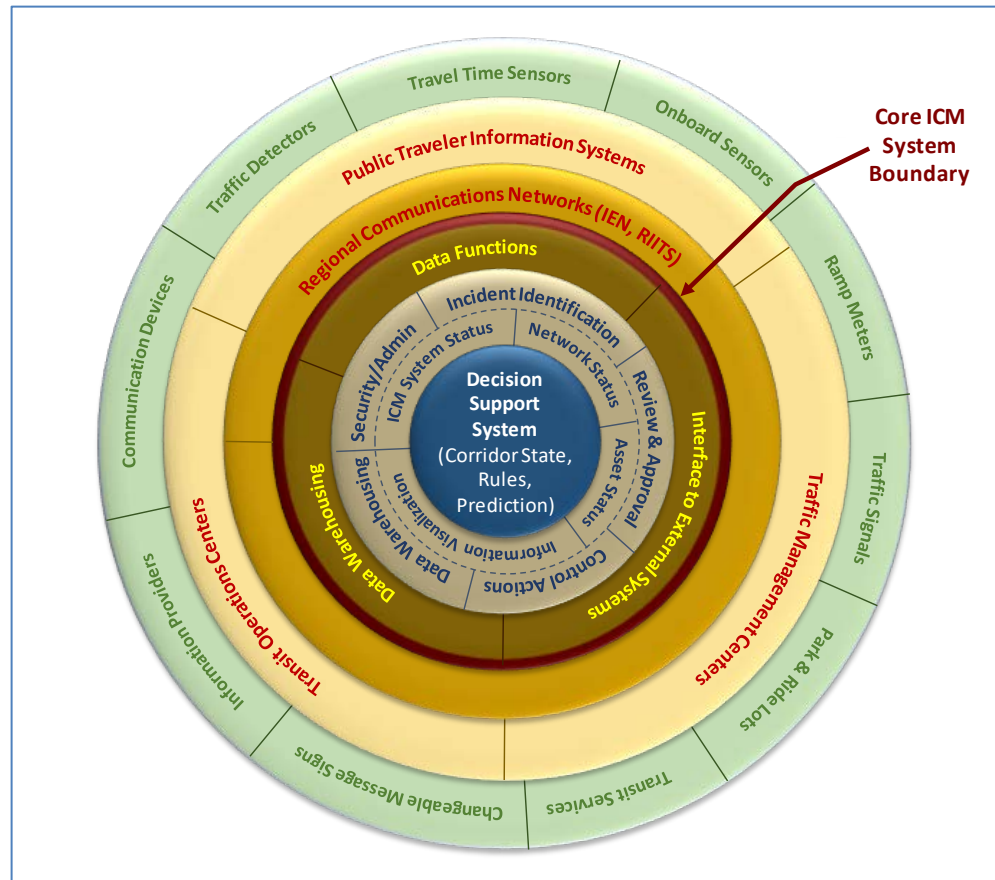 Travel Time Sensors
Onboard Sensors
Ramp Meters
Traffic Signals
Park & Ride Lots
Transit Services
Changeable Message Signs
Information Providers
Communication Devices
Traffic Detectors
Public Traveler Information Systems
Traffic Management Centers
Transit Operations Centers
Regional Communications Networks (IEN, RIITS)
Data Functions
Interface to External Systems
Data Warehousing
Incident Identification
Review & Approval
Control Actions
Data Warehousing
Security/Admin
ICM System Status
Network Status
Asset Status
Information Visualization
Decision
Support
System
(Corridor State,
Rules,
Prediction)
Core ICM
System
Boundary